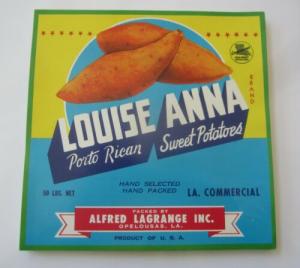 BRAND
LOUISE ANNA
Porto Rican Sweet Potatoes
HAND SELECTED
HAND PACKED
50 LBS. NET
LA. COMMERCIAL
PACKED BY
ALFRED LAGRANGE INC.
OPELOUSAS, LA.
PRODUCT OF U. S. A.